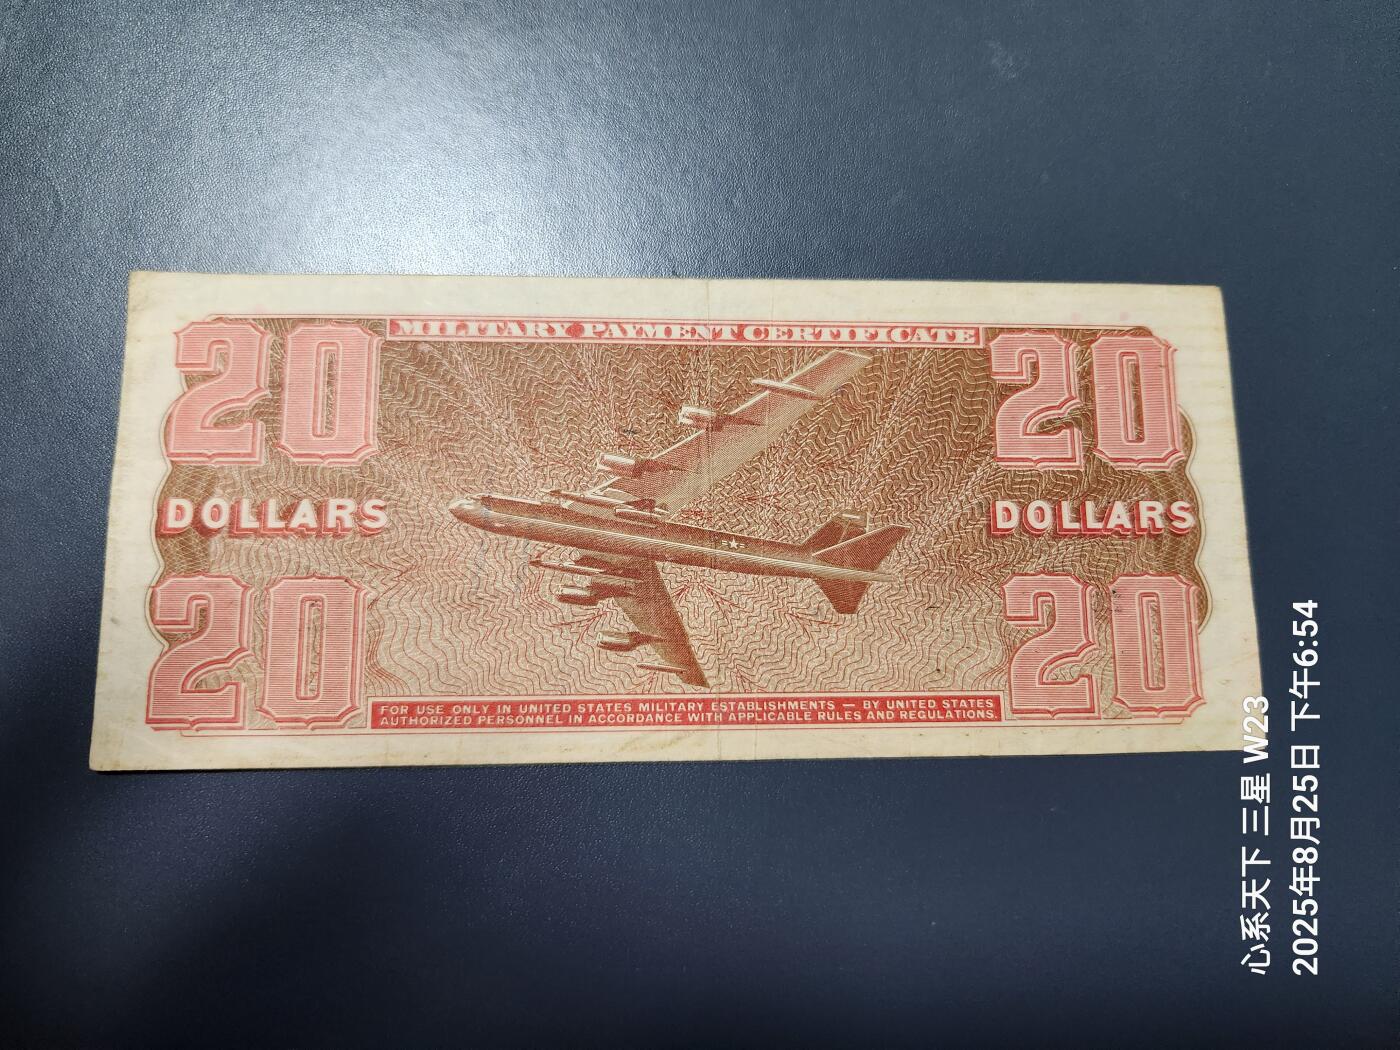 MILITARY PAYMENT CERTIFICATE
20
20
DOLLARS
DOLLARS
20
20
FOR USE ONLY IN UNITED STATES MILITARY ESTABLISHMENTS — BY UNITED STATES
AUTHORIZED PERSONNEL IN ACCORDANCE WITH APPLICABLE RULES AND REGULATIONS.
心系天下 三星 W23
2025年8月25日 下午6:54